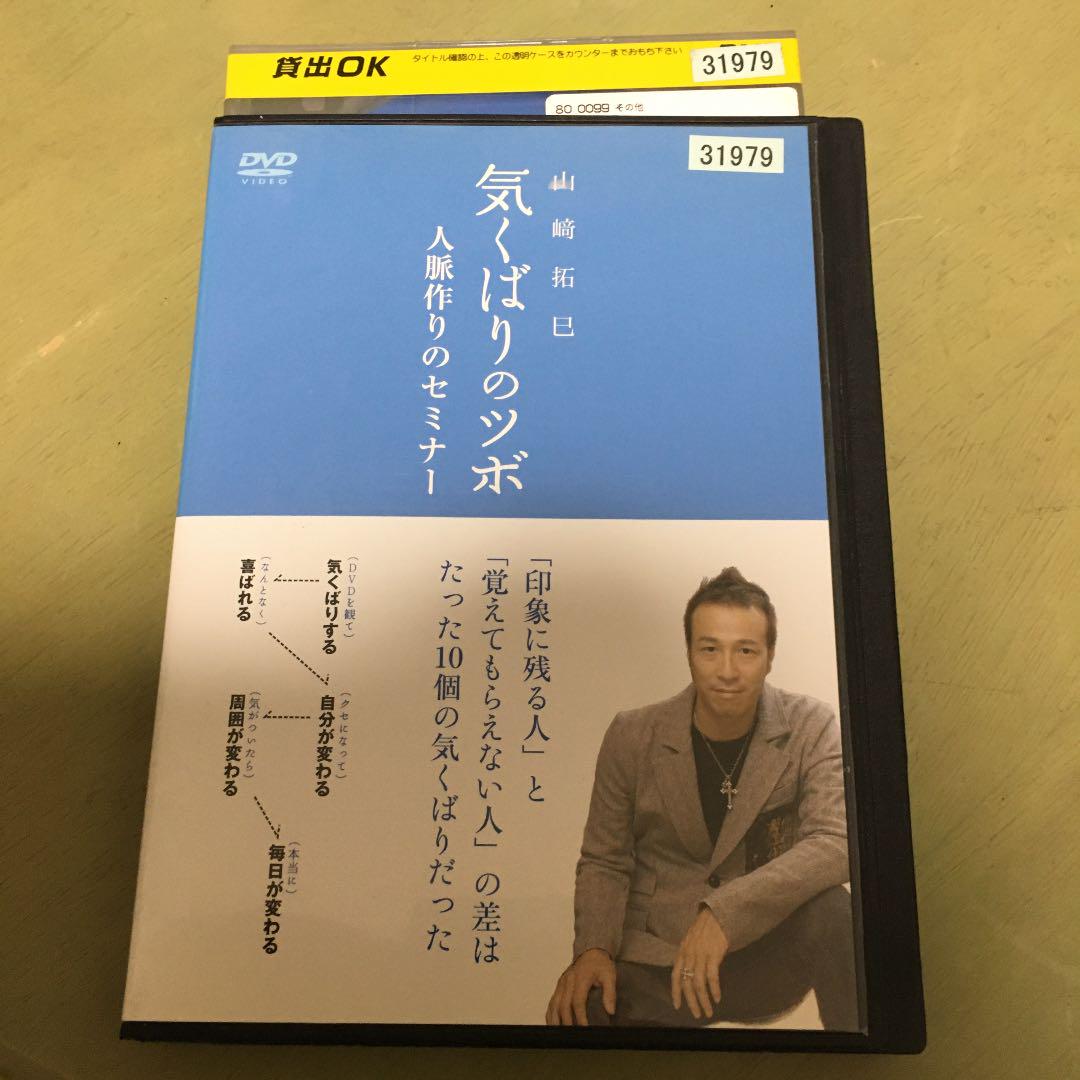 貸出OK
タイトル確認の上、この透明ケースをカウンターまでおもち下さい
31979
80 0099 その他
31979
DVD
VIDEO
山﨑拓巳
気くばりのツボ
人脈作りのセミナー
「印象に残る人」と
「覚えてもらえない人」の差は
たった10個の気くばりだった
(DVDを観て)
気くばりする
(なんとなく)
喜ばれる
(クセになって)
自分が変わる
(気がついたら)
周囲が変わる
(本当に)
毎日が変わる